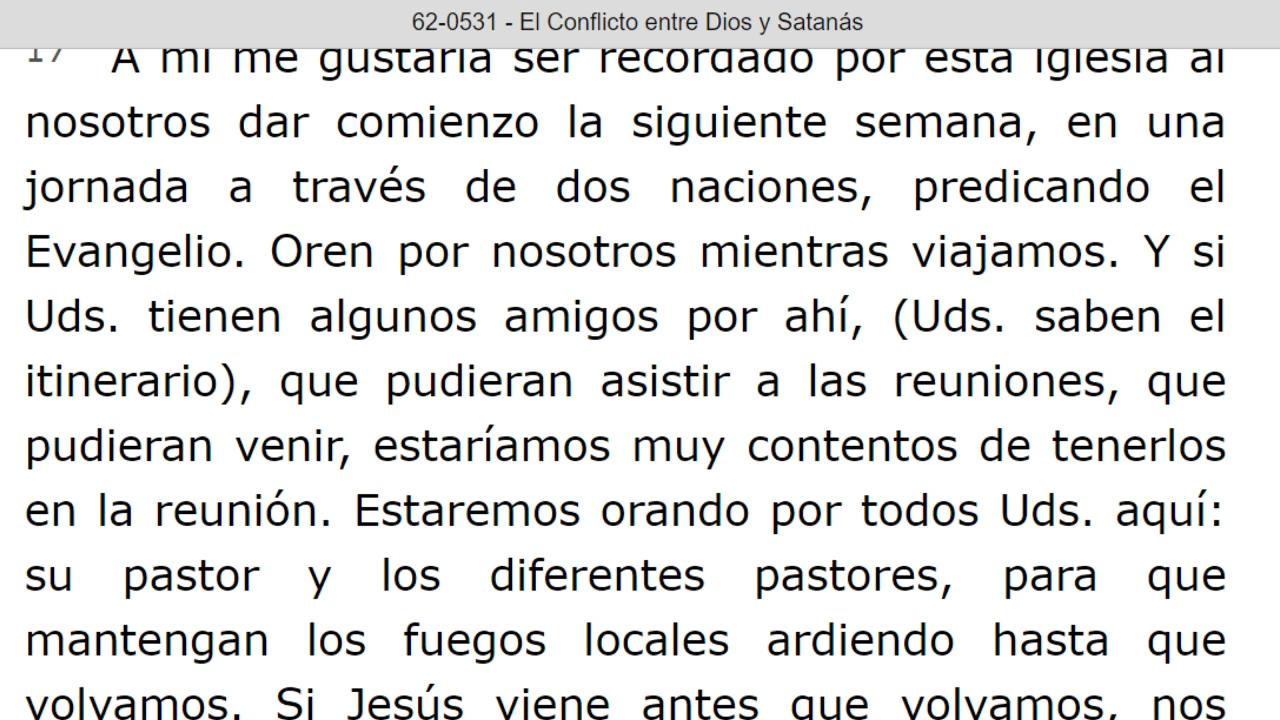 62-0531 - El Conflicto entre Dios y Satanás
17 A mí me gustaría ser recordado por esta iglesia al
nosotros dar comienzo la siguiente semana, en una
jornada a través de dos naciones, predicando el
Evangelio. Oren por nosotros mientras viajamos. Y si
Uds. tienen algunos amigos por ahí, (Uds. saben el
itinerario), que pudieran asistir a las reuniones, que
pudieran venir, estaríamos muy contentos de tenerlos
en la reunión. Estaremos orando por todos Uds. aquí:
su pastor y los diferentes pastores, para que
mantengan los fuegos locales ardiendo hasta que
volvamos. Si Jesús viene antes que volvamos, nos